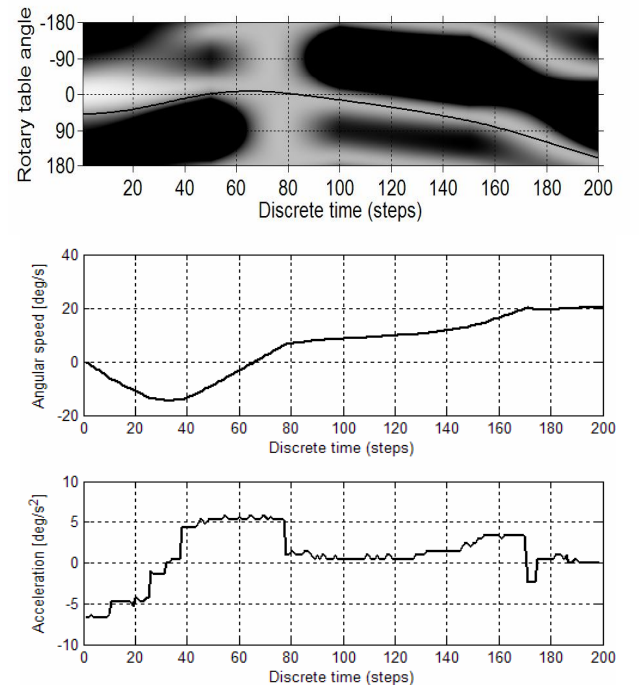 Rotary table angle
-180
-90
0
90
180
20 40 60 80 100 120 140 160 180 200
Discrete time (steps)
Angular speed [deg/s]
40
20
0
-20
0 20 40 60 80 100 120 140 160 180 200
Discrete time (steps)
Acceleration [deg/s²]
10
5
0
-5
-10
0 20 40 60 80 100 120 140 160 180 200
Discrete time (steps)